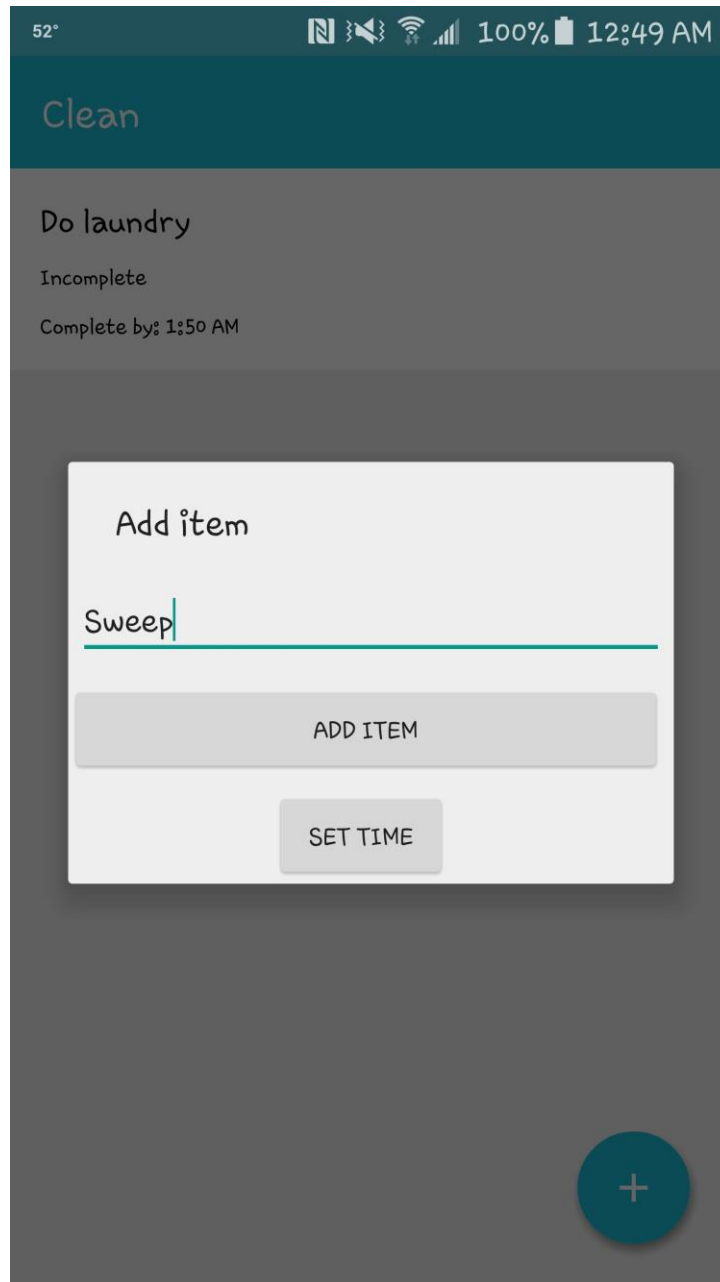 52° 100% 12:49 AM
Clean
Do laundry
Incomplete
Complete by: 1:50 AM
Add item
Sweep
ADD ITEM
SET TIME
+